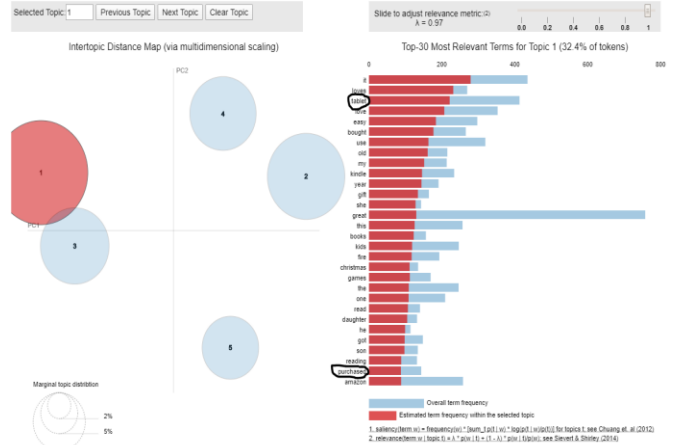 Selected Topic: 1 Previous Topic Next Topic Clear Topic
Slide to adjust relevance metric:(2)
λ = 0.97
0.0 0.2 0.4 0.6 0.8 1
Intertopic Distance Map (via multidimensional scaling)
PC2
PC1
1
2
3
4
5
Marginal topic distribtion
2%
5%
Top-30 Most Relevant Terms for Topic 1 (32.4% of tokens)
0 200 400 600 800
it
loves
tablet
love
easy
bought
use
old
my
kindle
year
gift
she
great
this
books
kids
fire
christmas
games
the
one
read
daughter
he
got
son
reading
purchased
amazon
Overall term frequency
Estimated term frequency within the selected topic
1. saliency(term w) = frequency(w) * [sum_t p(t | w) * log(p(t | w)/p(t))] for topics t; see Chuang et. al (2012)
2. relevance(term w | topic t) = λ * p(w | t) + (1 - λ) * p(w | t)/p(w); see Sievert & Shirley (2014)